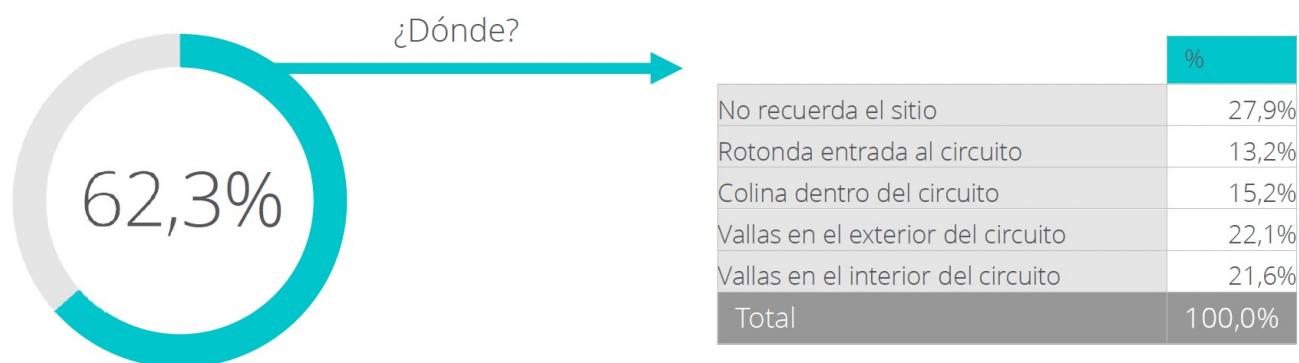 ¿Dónde?
62,3%
%
No recuerda el sitio 27,9%
Rotonda entrada al circuito 13,2%
Colina dentro del circuito 15,2%
Vallas en el exterior del circuito 22,1%
Vallas en el interior del circuito 21,6%
Total 100,0%